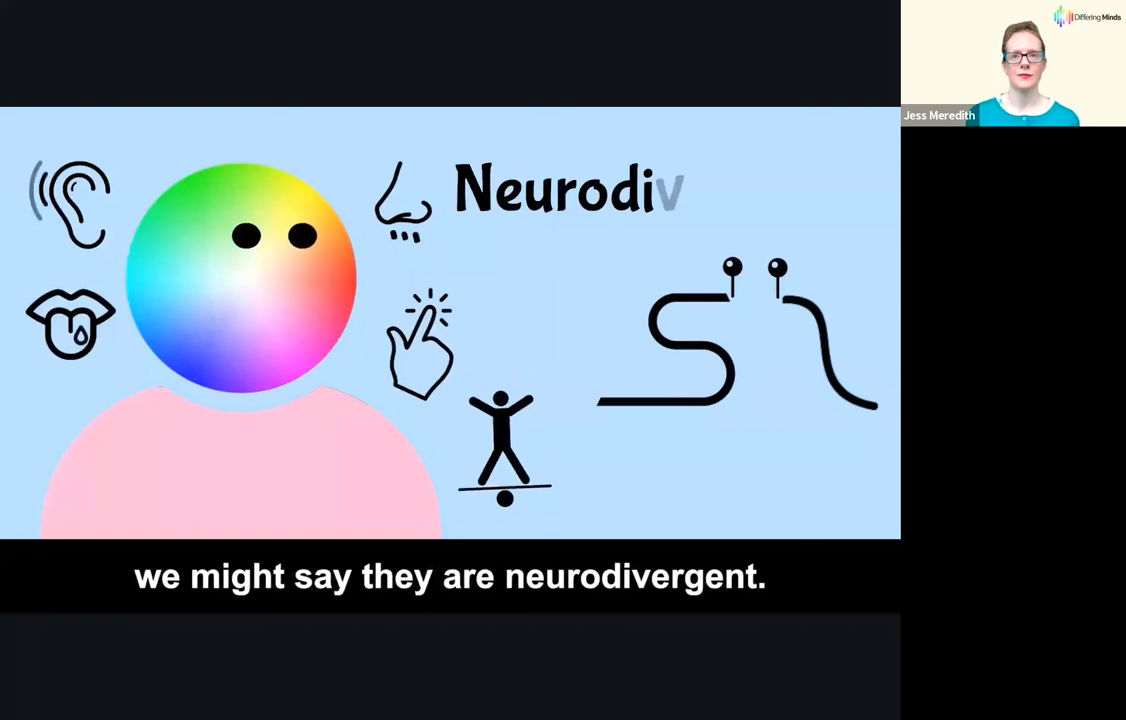 Differing Minds
Jess Meredith
Neurodiv
we might say they are neurodivergent.